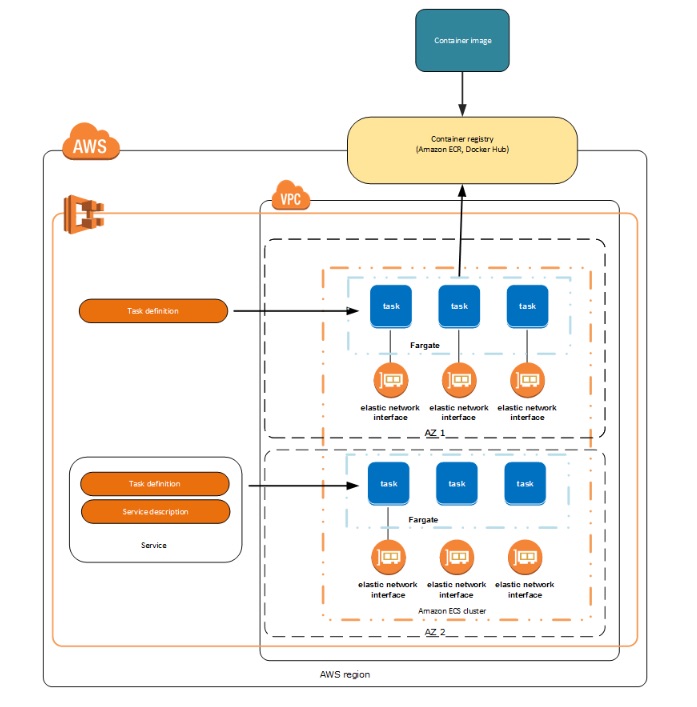 Container image
Container registry
(Amazon ECR, Docker Hub)
AWS
VPC
task task task
Task definition
Fargate
elastic network elastic network elastic network
interface interface interface
AZ 1
Task definition
Service description
Service
task task task
Fargate
elastic network elastic network elastic network
interface interface interface
Amazon ECS cluster
AZ 2
AWS region